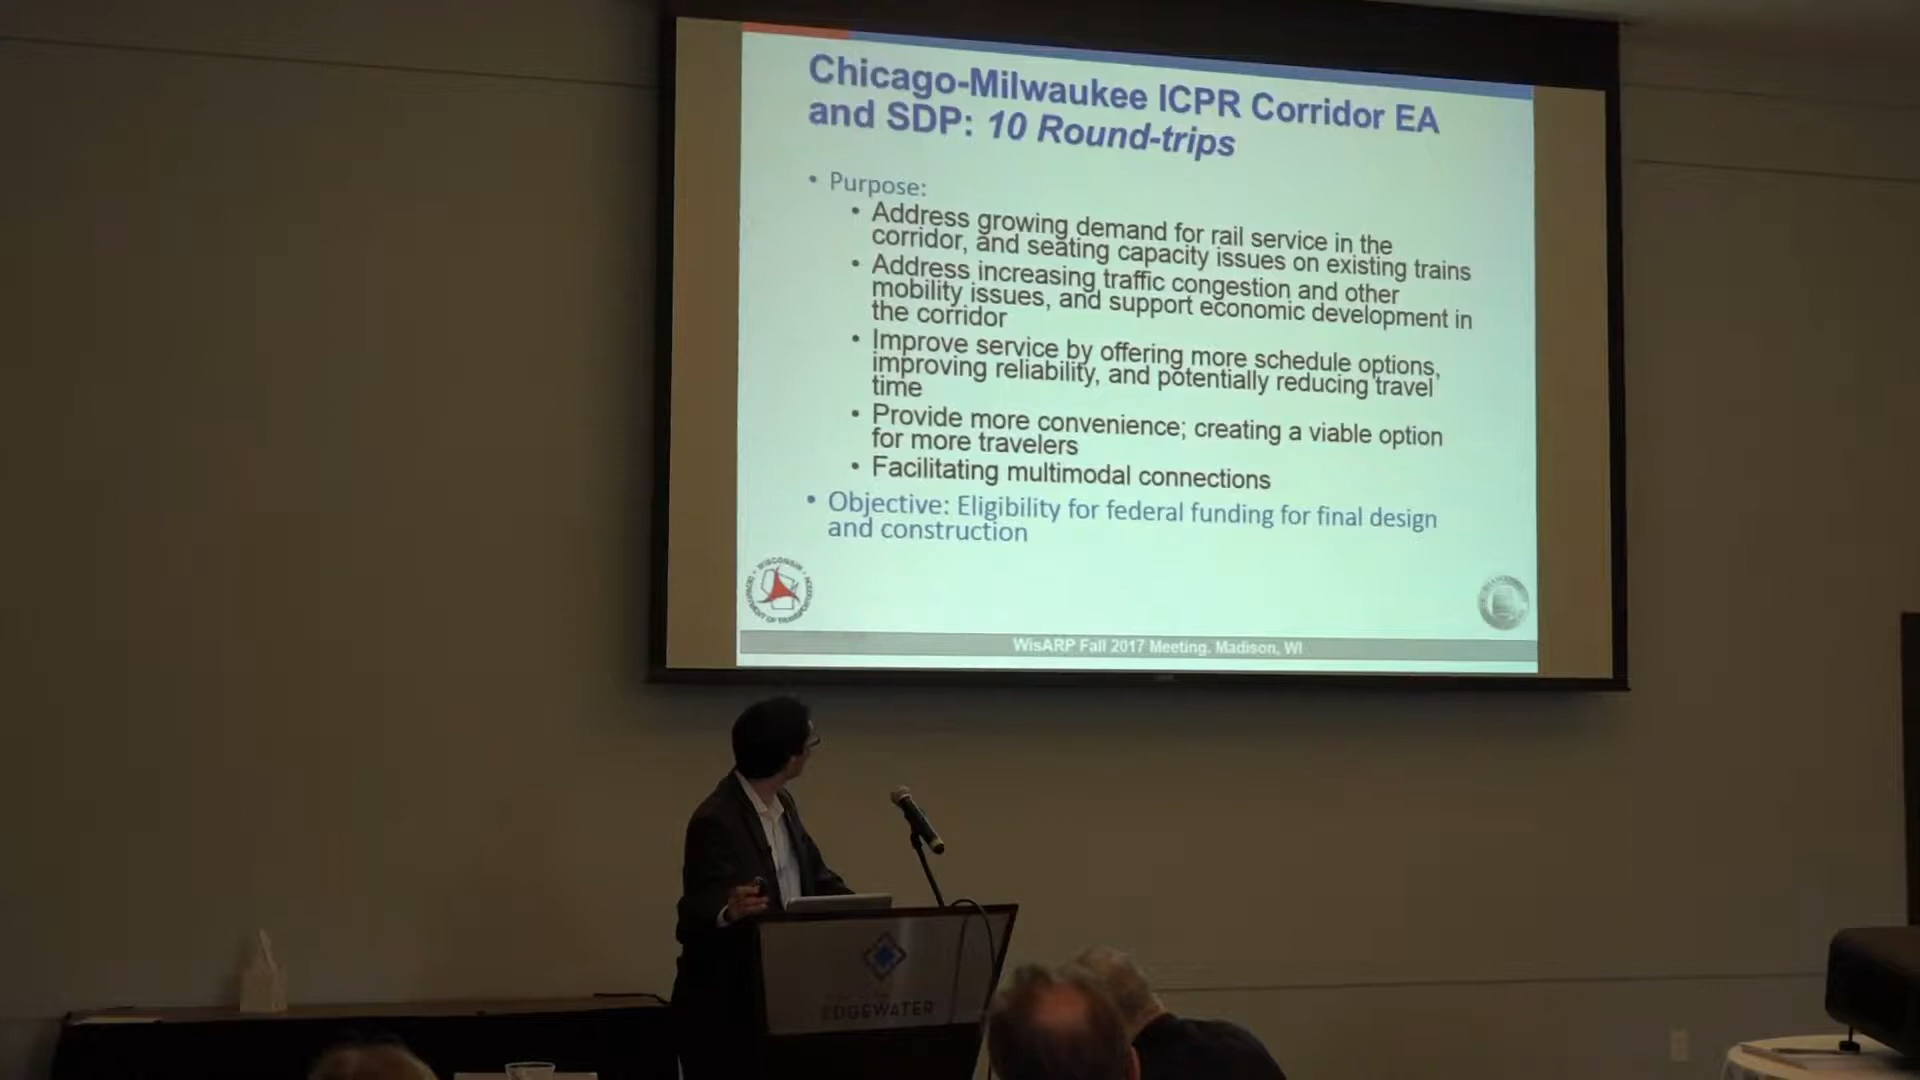 Chicago-Milwaukee ICPR Corridor EA
and SDP: 10 Round-trips
• Purpose:
• Address growing demand for rail service in the
corridor, and seating capacity issues on existing trains
• Address increasing traffic congestion and other
mobility issues, and support economic development in
the corridor
• Improve service by offering more schedule options,
improving reliability, and potentially reducing travel
time
• Provide more convenience; creating a viable option
for more travelers
• Facilitating multimodal connections
• Objective: Eligibility for federal funding for final design
and construction
WISCONSIN
DEPARTMENT OF TRANSPORTATION
WisARP Fall 2017 Meeting. Madison, WI
EDGEWATER